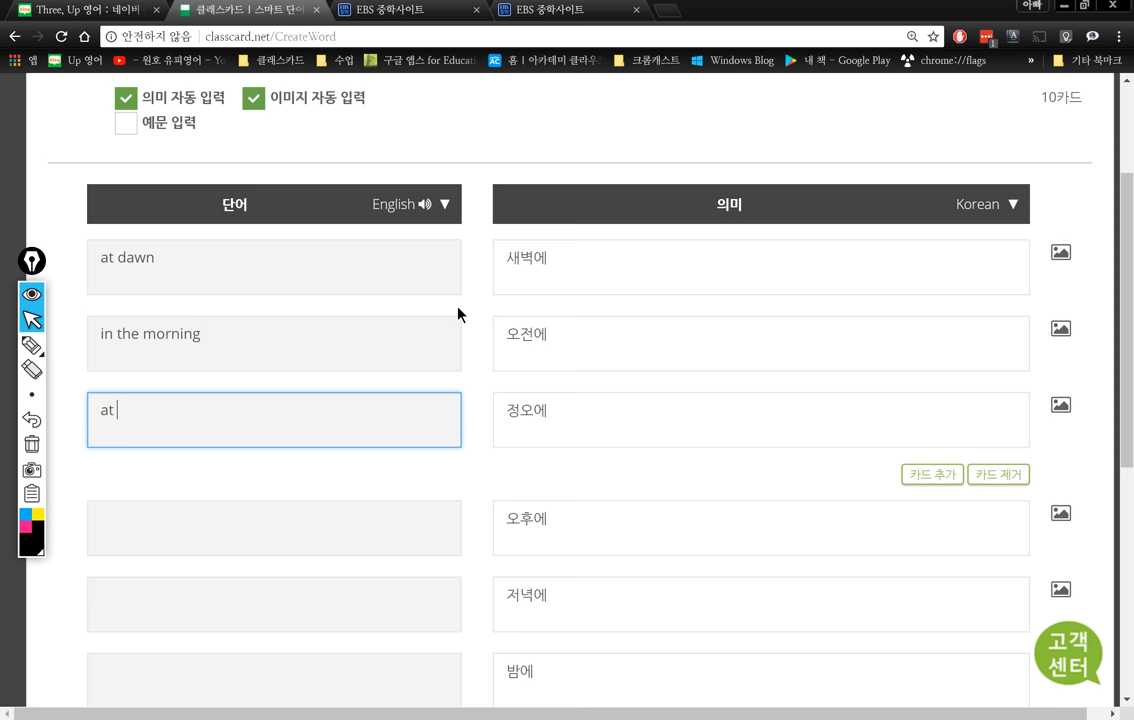 Three, Up 영어 : 네이버
클래스카드 | 스마트 단어
EBS 중학사이트
EBS 중학사이트
아빠
안전하지 않음 classcard.net/CreateWord
앱 Up 영어 - 원호 유피영어 - Yo 클래스카드 수업 구글 앱스 for Educati 홈 | 아카데미 클라우 크롬캐스트 Windows Blog 내 책 - Google Play chrome://flags » 기타 북마크
의미 자동 입력 이미지 자동 입력 10카드
예문 입력
단어 English ▼ 의미 Korean ▼
at dawn 새벽에
in the morning 오전에
at 정오에
카드 추가 카드 제거
오후에
저녁에
밤에
고객
센터